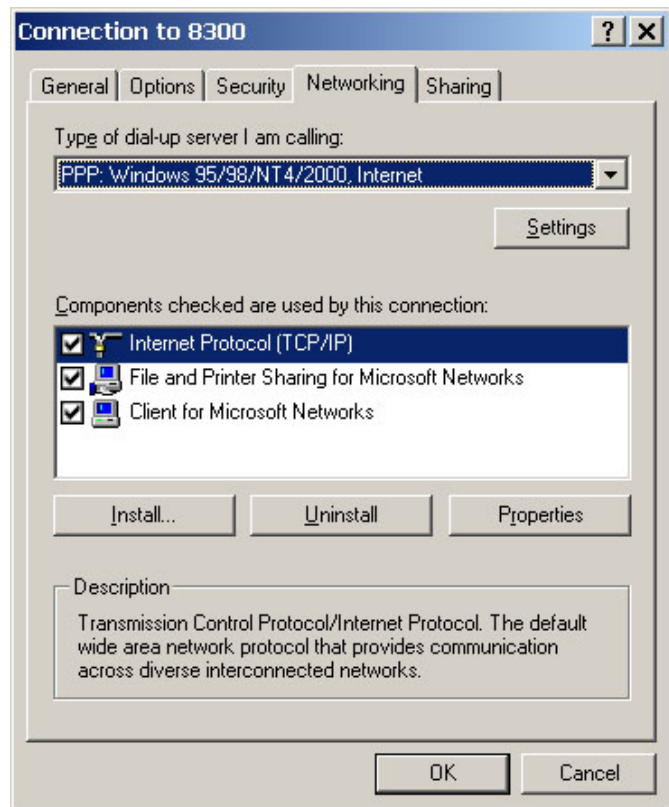 Connection to 8300
General Options Security Networking Sharing
Type of dial-up server I am calling:
PPP: Windows 95/98/NT4/2000, Internet
Settings
Components checked are used by this connection:
Internet Protocol (TCP/IP)
File and Printer Sharing for Microsoft Networks
Client for Microsoft Networks
Install... Uninstall Properties
Description
Transmission Control Protocol/Internet Protocol. The default
wide area network protocol that provides communication
across diverse interconnected networks.
OK Cancel